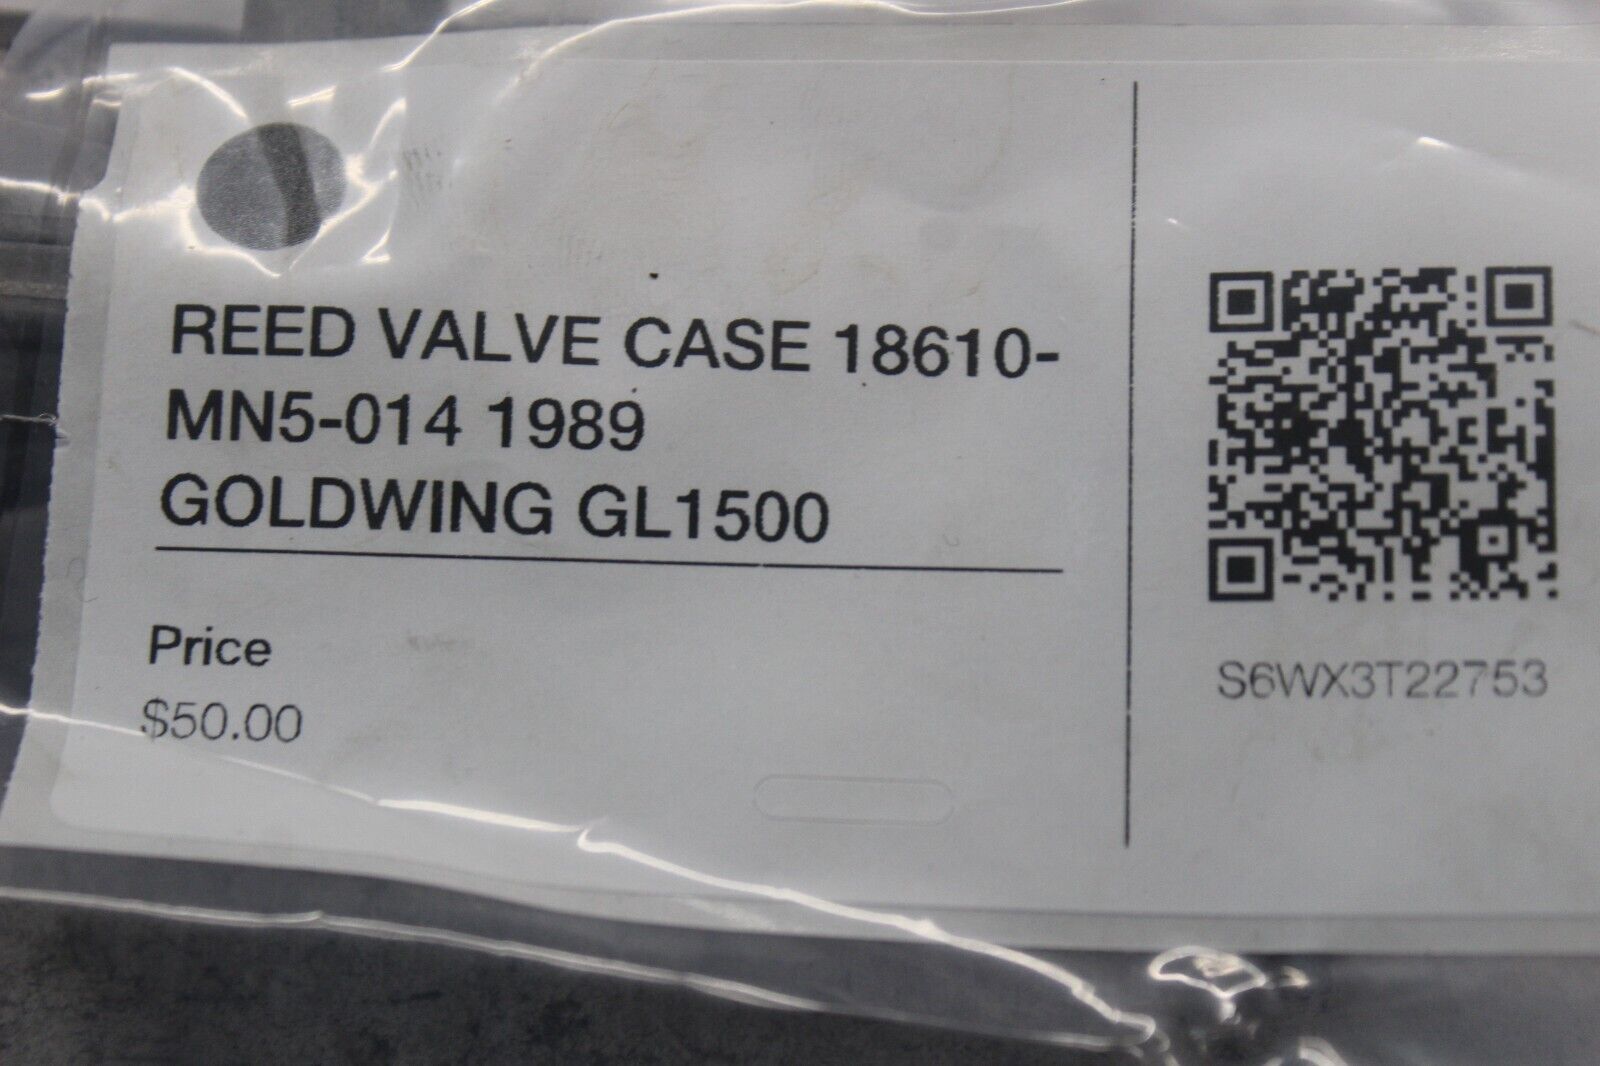 REED VALVE CASE 18610-
MN5-014 1989
GOLDWING GL1500
Price
$50.00
S6WX3T22753